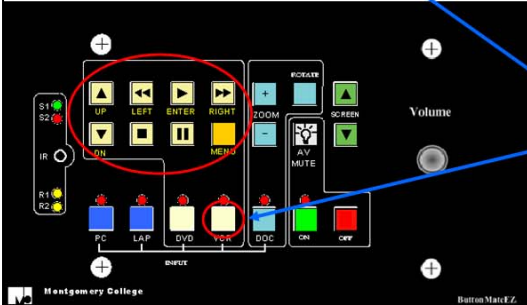 ROTATE
S1
S2
UP
LEFT
ENTER
RIGHT
ZOOM
SCREEN
Volume
DN
MENU
AV
MUTE
IR
R1
R2
PC
LAP
DVD
VCR
DOC
ON
OFF
INPUT
Montgomery College
ButtonMateEZ